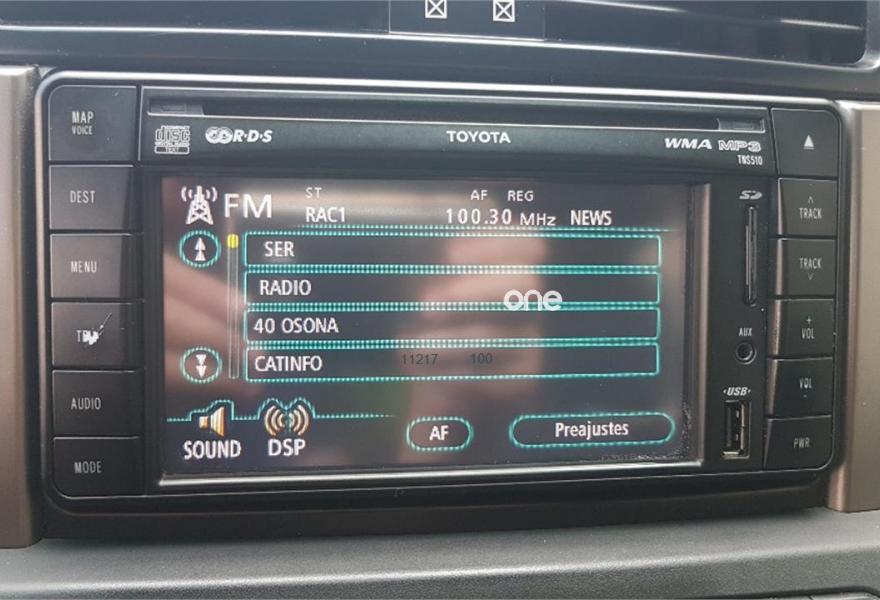 MAP
VOICE
DEST
MENU
AUDIO
MODE
disc
R·D·S
TOYOTA
WMA MP3
TNS510
FM
ST
AF REG
RAC1
100.30 MHz NEWS
SER
RADIO
one
40 OSONA
CATINFO
11217 100
SOUND
DSP
AF
Preajustes
SD
AUX
USB
TRACK
TRACK
+
VOL
VOL
-
PWR